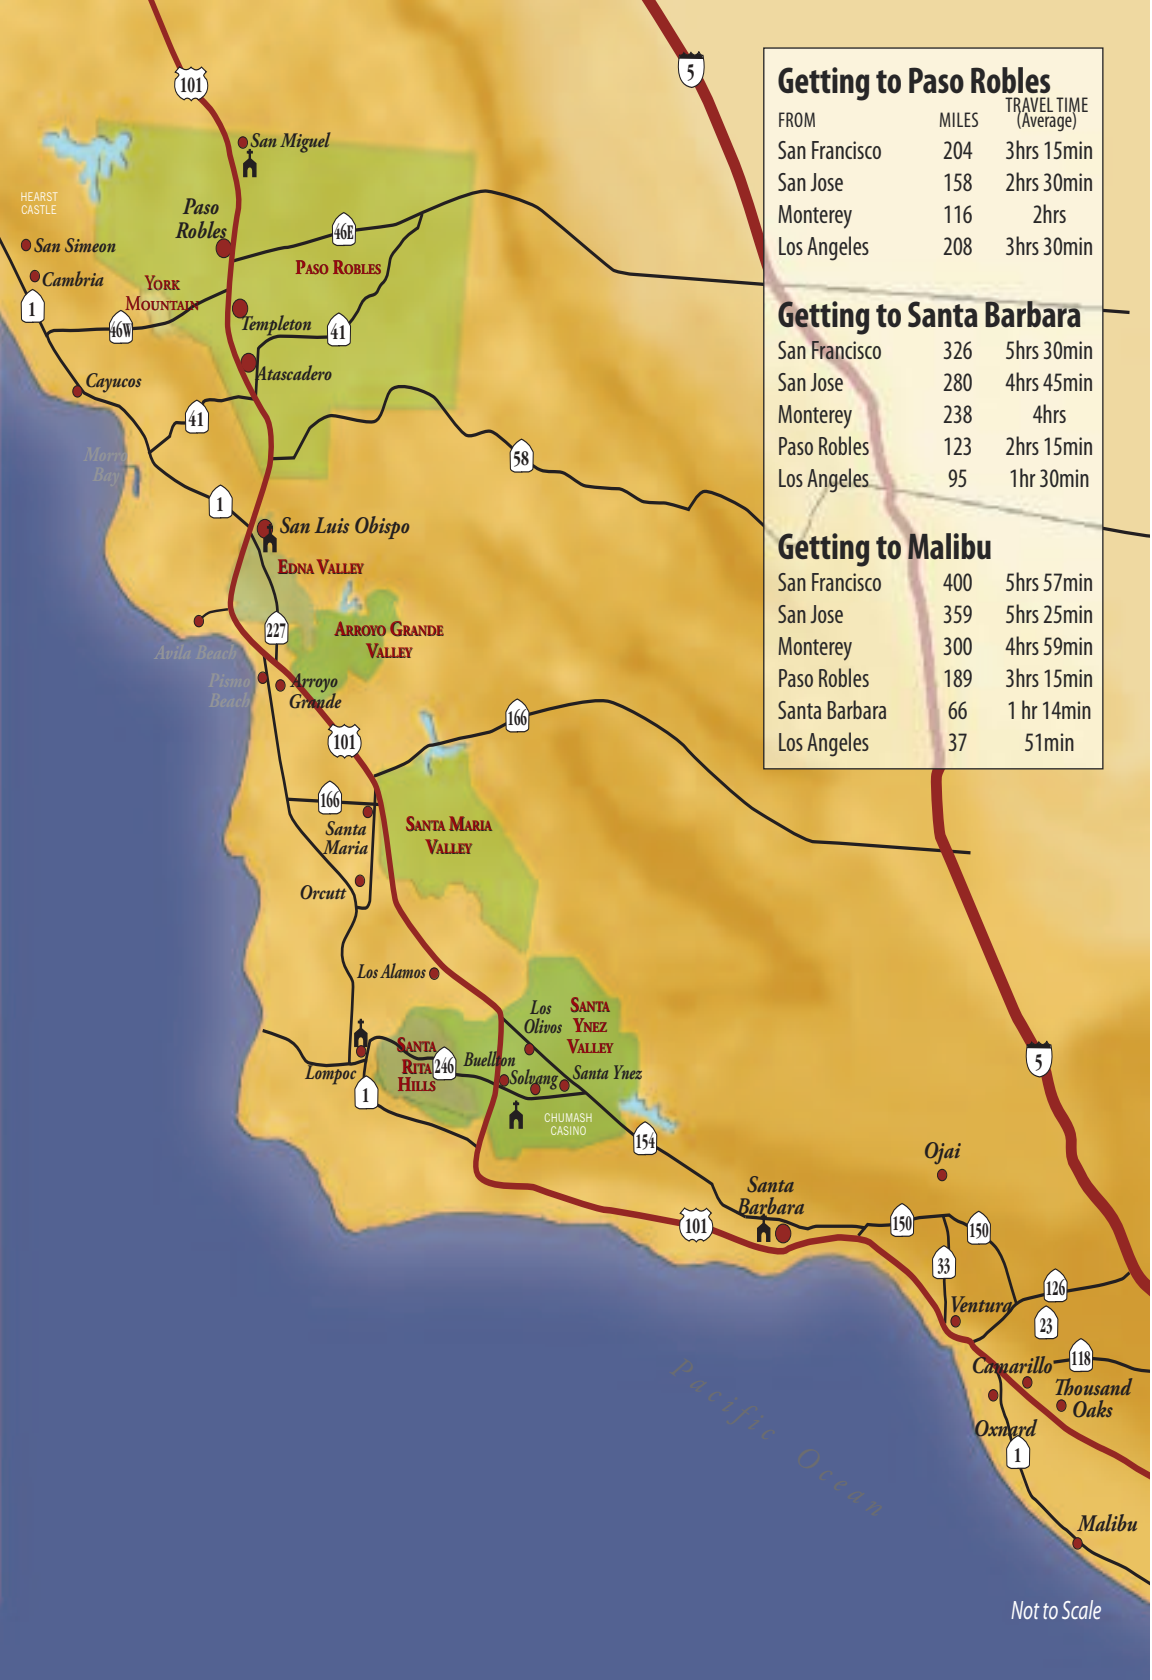 5
101
Getting to Paso Robles
FROM MILES TRAVEL TIME (Average)
San Francisco 204 3hrs 15min
San Jose 158 2hrs 30min
Monterey 116 2hrs
Los Angeles 208 3hrs 30min
Getting to Santa Barbara
San Francisco 326 5hrs 30min
San Jose 280 4hrs 45min
Monterey 238 4hrs
Paso Robles 123 2hrs 15min
Los Angeles 95 1hr 30min
Getting to Malibu
San Francisco 400 5hrs 57min
San Jose 359 5hrs 25min
Monterey 300 4hrs 59min
Paso Robles 189 3hrs 15min
Santa Barbara 66 1 hr 14min
Los Angeles 37 51min
San Miguel
HEARST
CASTLE
Paso
Robles
46E
San Simeon
PASO ROBLES
Cambria
YORK
MOUNTAIN
1
46W
Templeton
41
Atascadero
Cayucos
41
Morro
Bay
58
1
San Luis Obispo
EDNA VALLEY
227
ARROYO GRANDE
VALLEY
Avila Beach
Pismo
Beach
Arroyo
Grande
166
101
166
Santa
Maria
SANTA MARIA
VALLEY
Orcutt
Los Alamos
Los
Olivos
SANTA
YNEZ
VALLEY
SANTA
RITA
HILLS
246
Buellton
Solvang
Santa Ynez
Lompoc
1
CHUMASH
CASINO
5
154
Ojai
Santa
Barbara
101
150
150
33
126
Ventura
23
118
Camarillo
Thousand
Oaks
Oxnard
1
Pacific Ocean
Malibu
Not to Scale